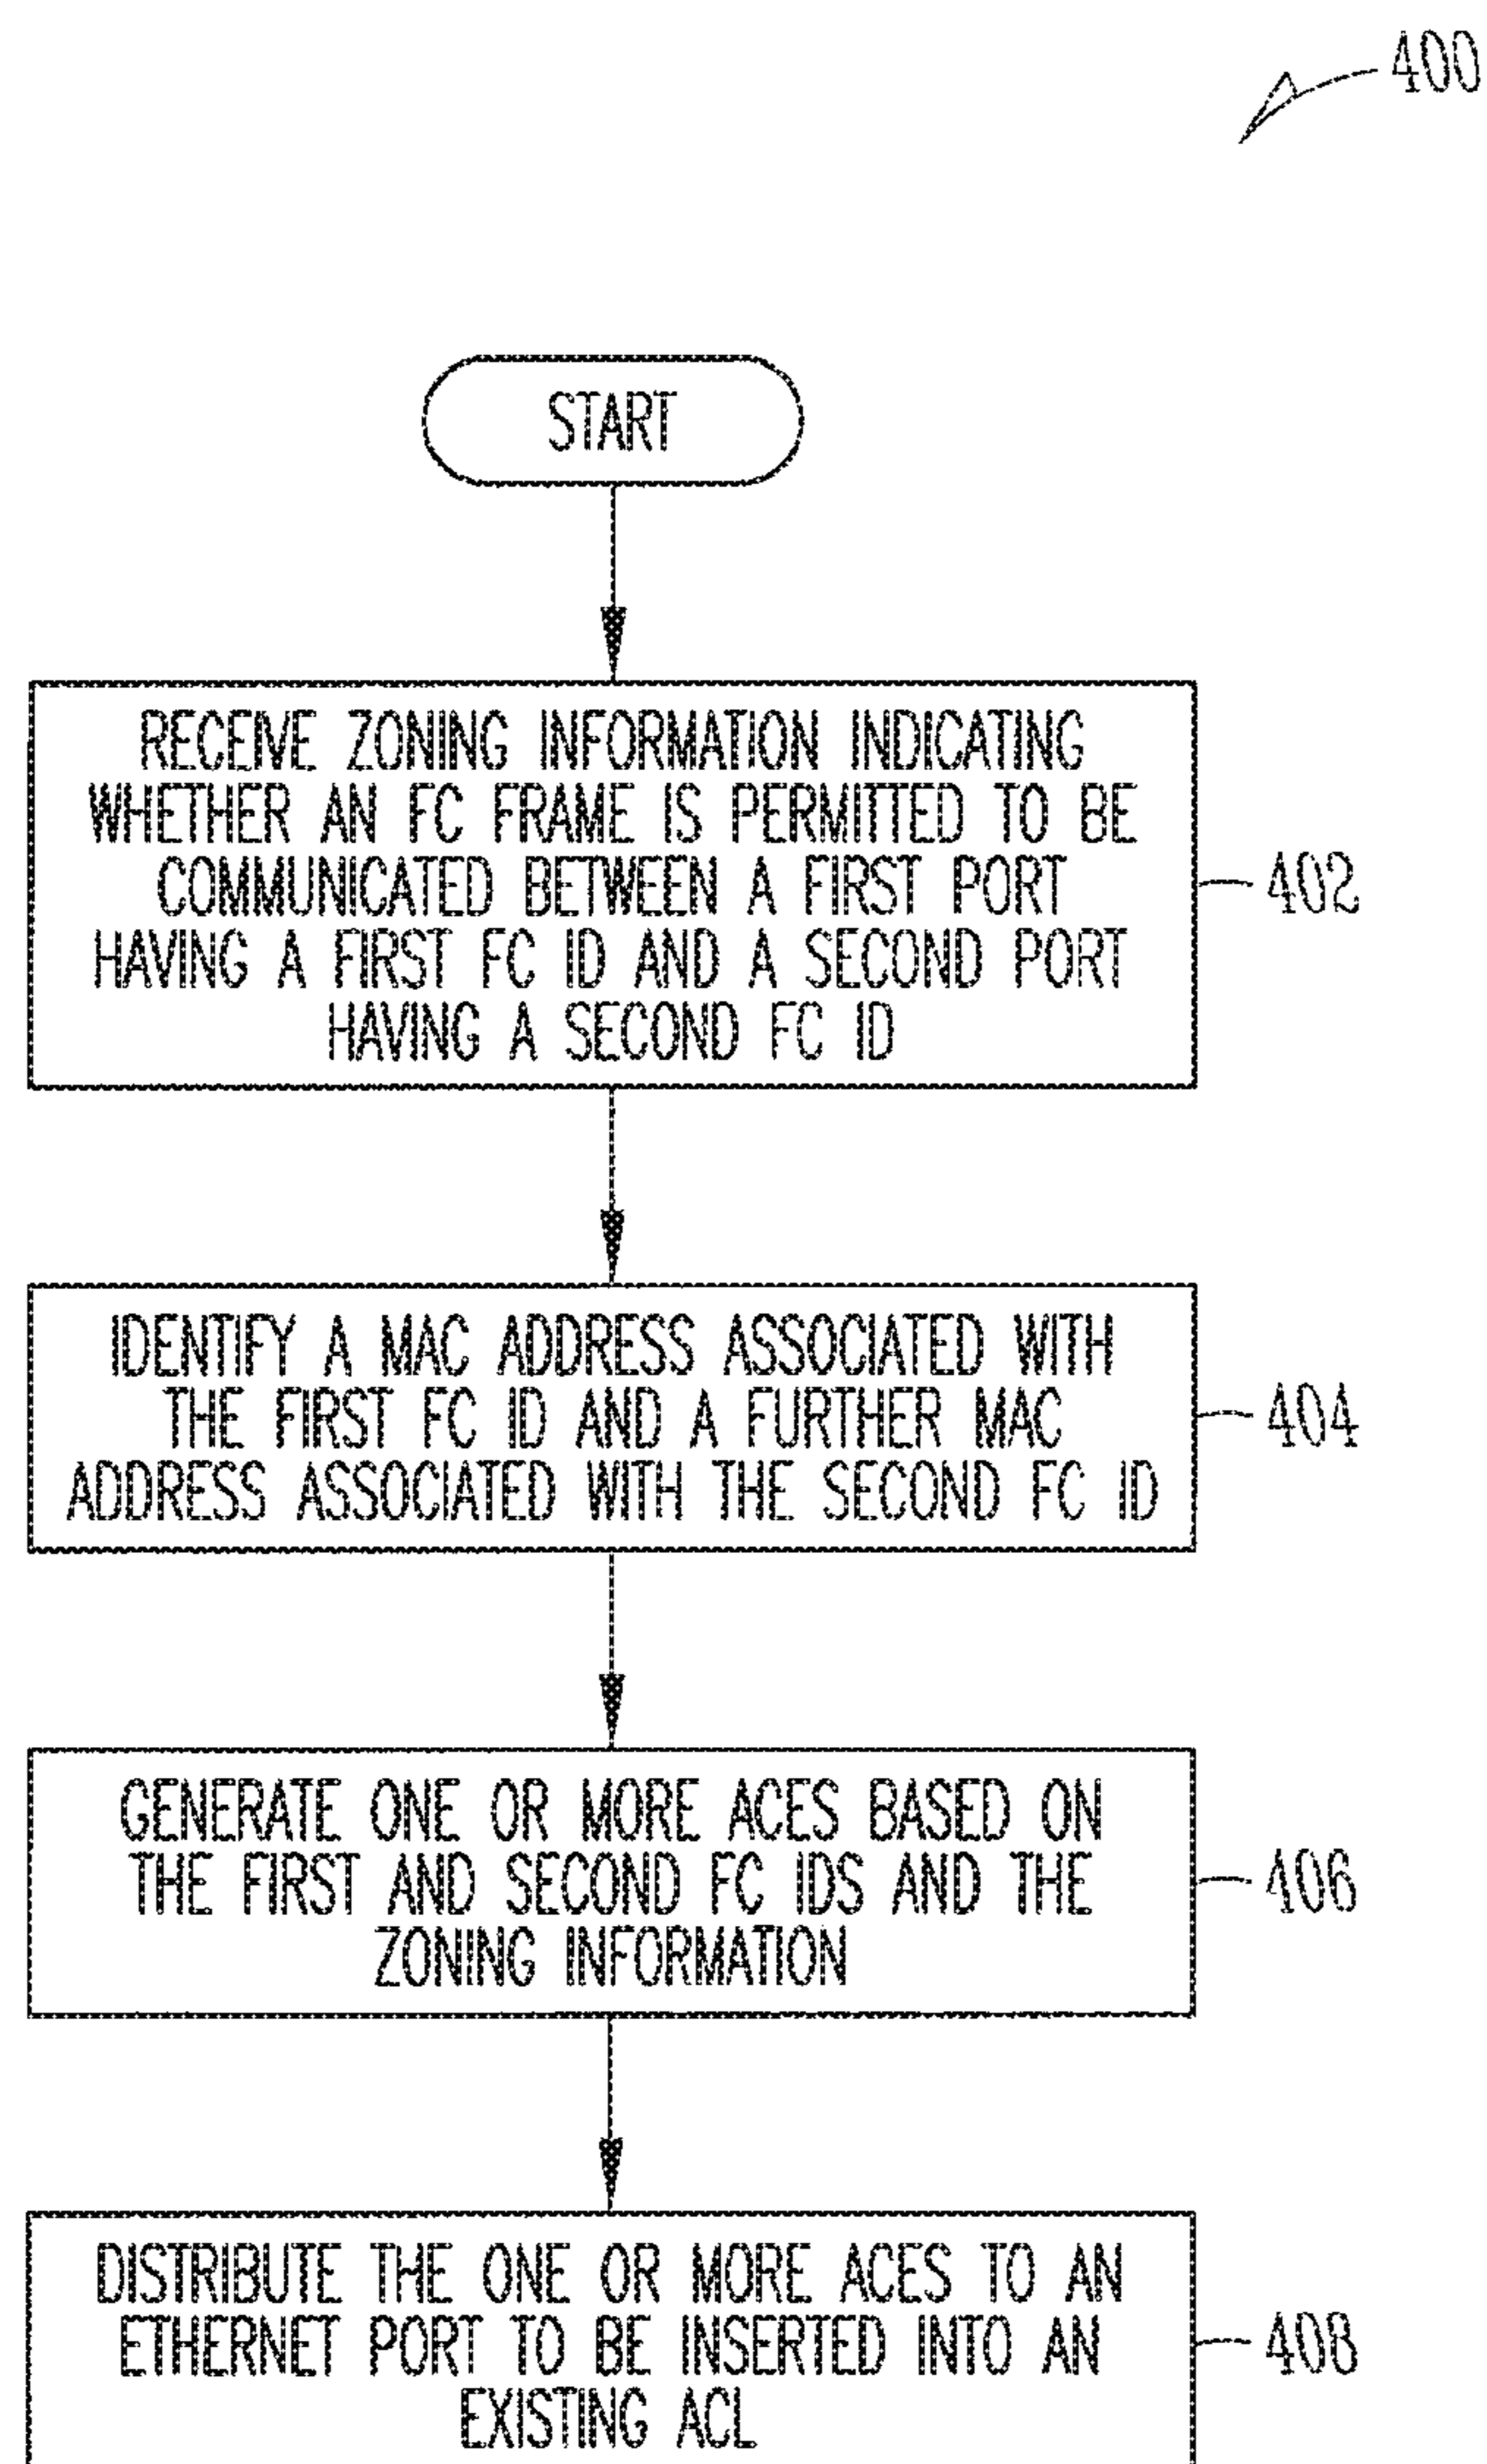 400
START
RECEIVE ZONING INFORMATION INDICATING
WHETHER AN FC FRAME IS PERMITTED TO BE
COMMUNICATED BETWEEN A FIRST PORT
HAVING A FIRST FC ID AND A SECOND PORT
HAVING A SECOND FC ID
402
IDENTIFY A MAC ADDRESS ASSOCIATED WITH
THE FIRST FC ID AND A FURTHER MAC
ADDRESS ASSOCIATED WITH THE SECOND FC ID
404
GENERATE ONE OR MORE ACES BASED ON
THE FIRST AND SECOND FC IDS AND THE
ZONING INFORMATION
406
DISTRIBUTE THE ONE OR MORE ACES TO AN
ETHERNET PORT TO BE INSERTED INTO AN
EXISTING ACL
408